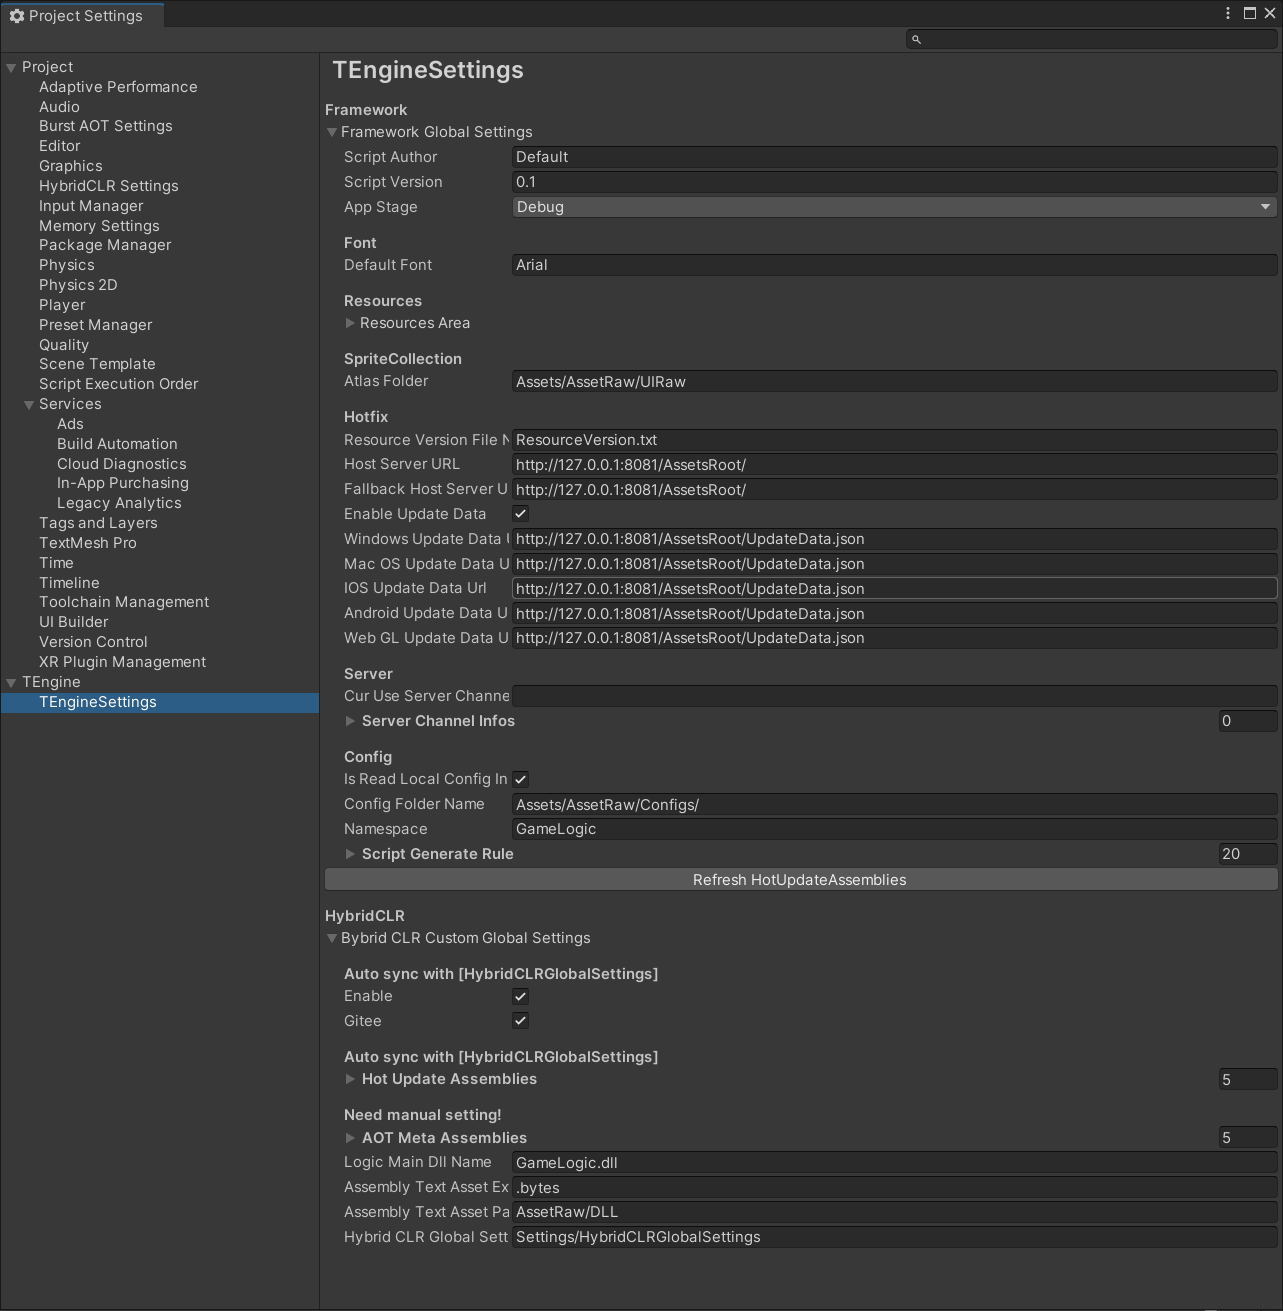 Project Settings
Project
Adaptive Performance
Audio
Burst AOT Settings
Editor
Graphics
HybridCLR Settings
Input Manager
Memory Settings
Package Manager
Physics
Physics 2D
Player
Preset Manager
Quality
Scene Template
Script Execution Order
Services
Ads
Build Automation
Cloud Diagnostics
In-App Purchasing
Legacy Analytics
Tags and Layers
TextMesh Pro
Time
Timeline
Toolchain Management
UI Builder
Version Control
XR Plugin Management
TEngine
TEngineSettings
TEngineSettings
Framework
Framework Global Settings
Script Author Default
Script Version 0.1
App Stage Debug
Font
Default Font Arial
Resources
Resources Area
SpriteCollection
Atlas Folder Assets/AssetRaw/UIRaw
Hotfix
Resource Version File N ResourceVersion.txt
Host Server URL http://127.0.0.1:8081/AssetsRoot/
Fallback Host Server U http://127.0.0.1:8081/AssetsRoot/
Enable Update Data
Windows Update Data U http://127.0.0.1:8081/AssetsRoot/UpdateData.json
Mac OS Update Data U http://127.0.0.1:8081/AssetsRoot/UpdateData.json
IOS Update Data Url http://127.0.0.1:8081/AssetsRoot/UpdateData.json
Android Update Data U http://127.0.0.1:8081/AssetsRoot/UpdateData.json
Web GL Update Data U http://127.0.0.1:8081/AssetsRoot/UpdateData.json
Server
Cur Use Server Channe
Server Channel Infos 0
Config
Is Read Local Config In
Config Folder Name Assets/AssetRaw/Configs/
Namespace GameLogic
Script Generate Rule 20
Refresh HotUpdateAssemblies
HybridCLR
Bybrid CLR Custom Global Settings
Auto sync with [HybridCLRGlobalSettings]
Enable
Gitee
Auto sync with [HybridCLRGlobalSettings]
Hot Update Assemblies 5
Need manual setting!
AOT Meta Assemblies 5
Logic Main Dll Name GameLogic.dll
Assembly Text Asset Ex .bytes
Assembly Text Asset Pa AssetRaw/DLL
Hybrid CLR Global Sett Settings/HybridCLRGlobalSettings